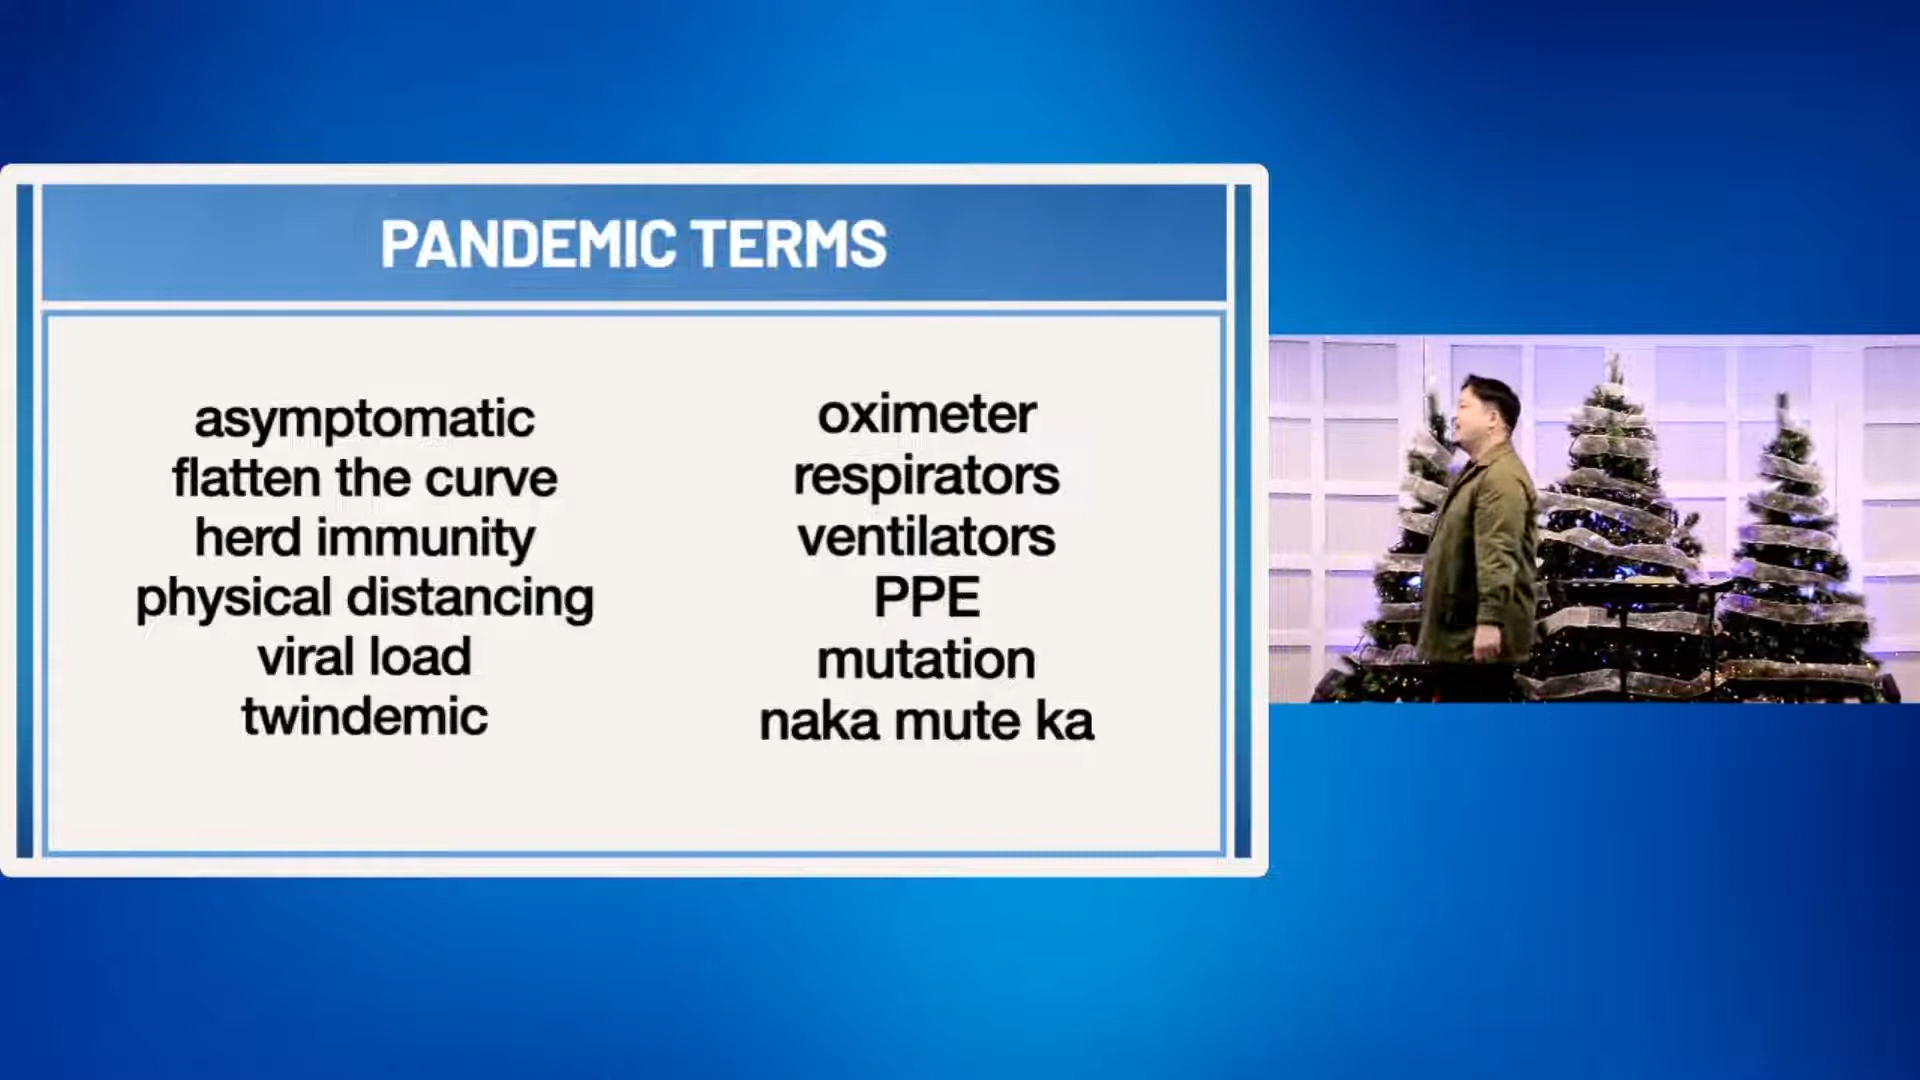 PANDEMIC TERMS
asymptomatic
flatten the curve
herd immunity
physical distancing
viral load
twindemic
oximeter
respirators
ventilators
PPE
mutation
naka mute ka